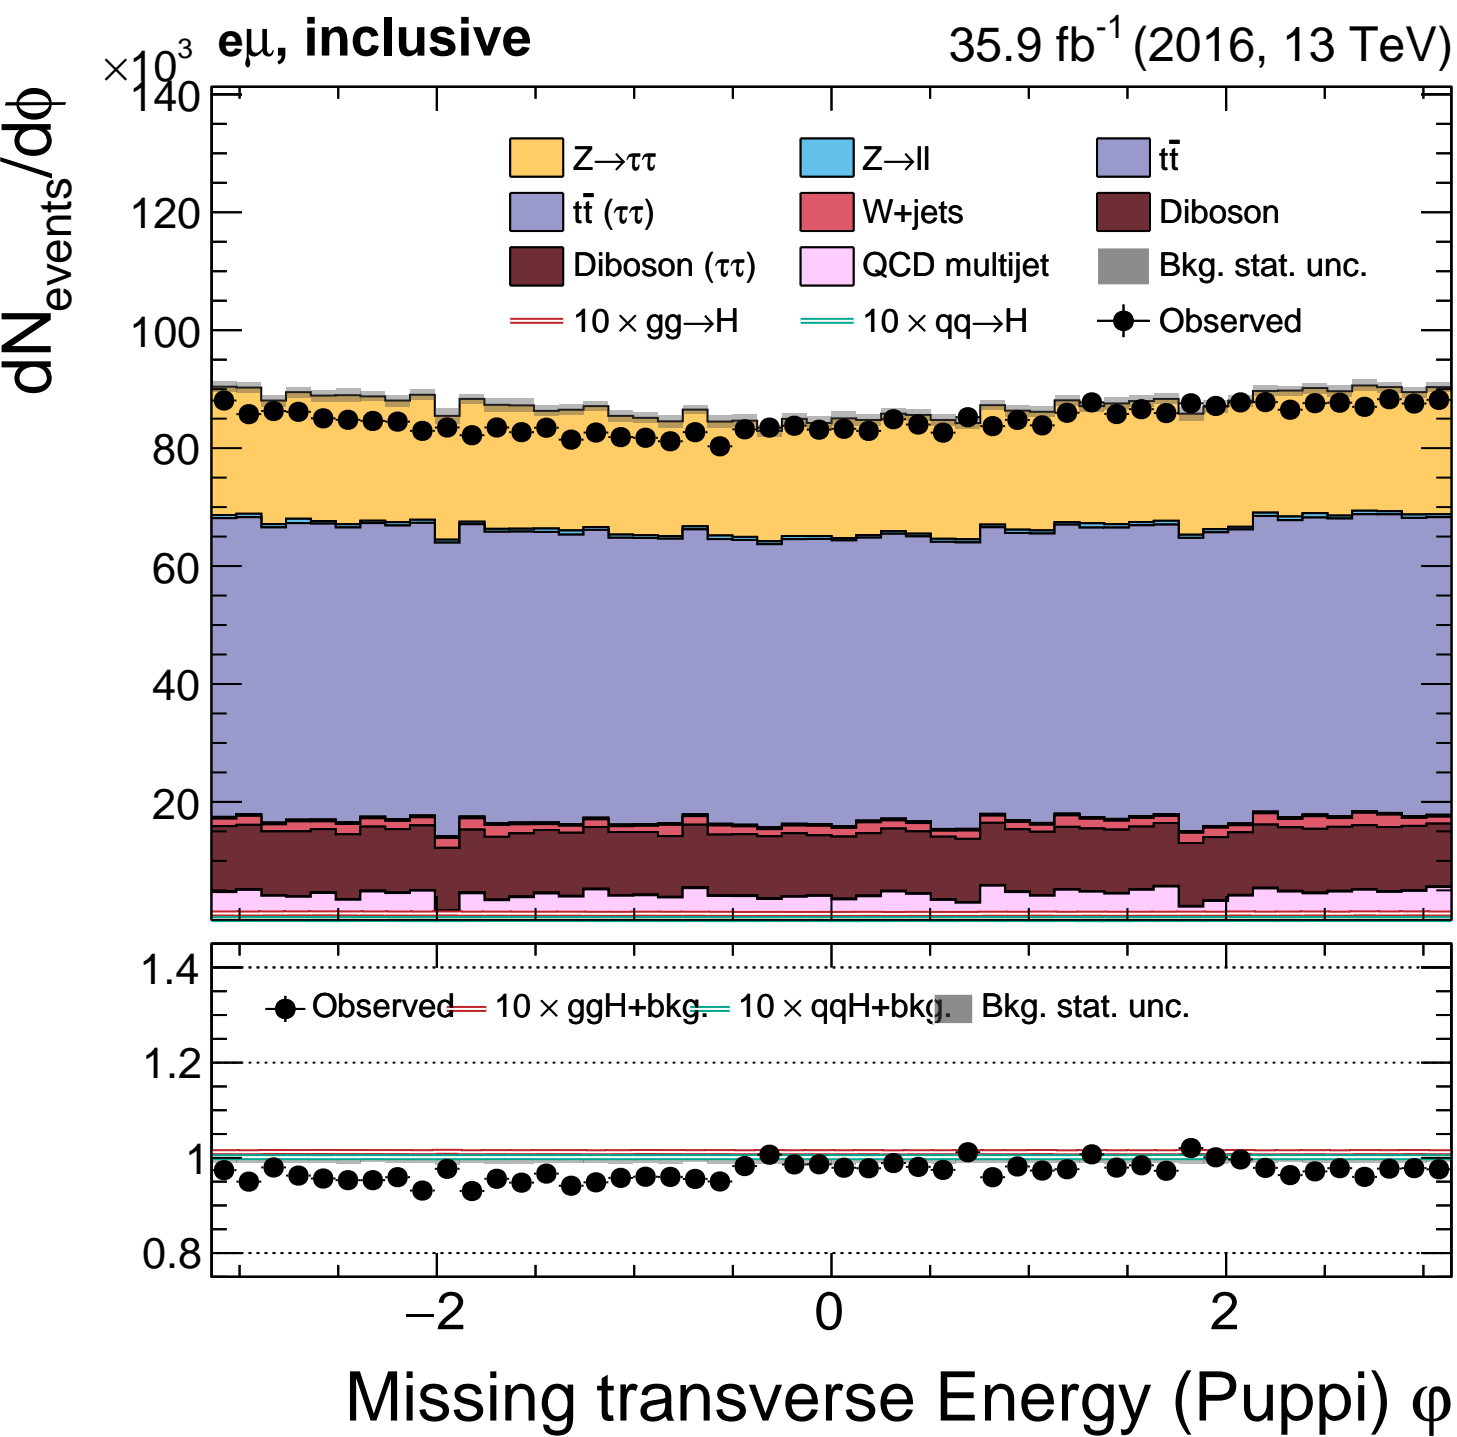 ×10³ eμ, inclusive 35.9 fb⁻¹ (2016, 13 TeV)
dN_events/dϕ
140
120
100
80
60
40
20
Z→ττ Z→ll tt̄
tt̄ (ττ) W+jets Diboson
Diboson (ττ) QCD multijet Bkg. stat. unc.
10 × gg→H 10 × qq→H Observed
1.4
1.2
1
0.8
Observed 10 × ggH+bkg. 10 × qqH+bkg. Bkg. stat. unc.
−2 0 2
Missing transverse Energy (Puppi) φ